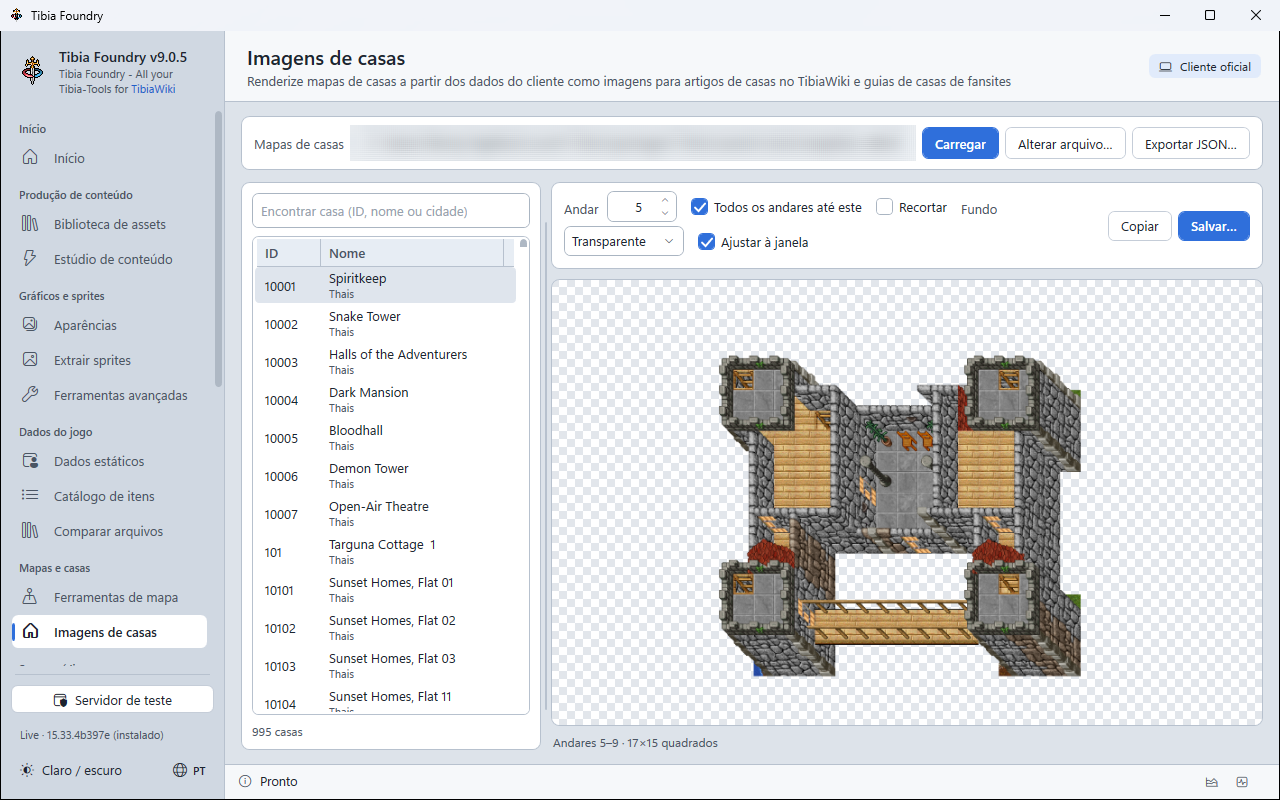 Tibia Foundry
Tibia Foundry v9.0.5
Tibia Foundry - All your
Tibia-Tools for TibiaWiki
Início
Início
Produção de conteúdo
Biblioteca de assets
Estúdio de conteúdo
Gráficos e sprites
Aparências
Extrair sprites
Ferramentas avançadas
Dados do jogo
Dados estáticos
Catálogo de itens
Comparar arquivos
Mapas e casas
Ferramentas de mapa
Imagens de casas
Servidor de teste
Live · 15.33.4b397e (instalado)
Claro / escuro
PT
Imagens de casas
Renderize mapas de casas a partir dos dados do cliente como imagens para artigos de casas no TibiaWiki e guias de casas de fansites
Cliente oficial
Mapas de casas
Carregar
Alterar arquivo...
Exportar JSON...
Encontrar casa (ID, nome ou cidade)
ID Nome
10001 Spiritkeep
Thais
10002 Snake Tower
Thais
10003 Halls of the Adventurers
Thais
10004 Dark Mansion
Thais
10005 Bloodhall
Thais
10006 Demon Tower
Thais
10007 Open-Air Theatre
Thais
101 Targuna Cottage 1
Thais
10101 Sunset Homes, Flat 01
Thais
10102 Sunset Homes, Flat 02
Thais
10103 Sunset Homes, Flat 03
Thais
10104 Sunset Homes, Flat 11
Thais
995 casas
Andar 5 Todos os andares até este Recortar Fundo
Transparente Ajustar à janela
Copiar
Salvar...
Andares 5–9 · 17×15 quadrados
Pronto